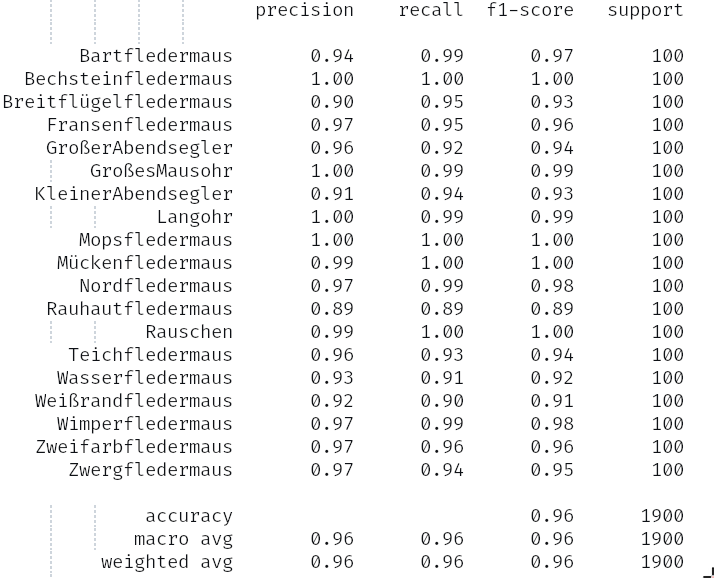 precision recall f1-score support
Bartfledermaus 0.94 0.99 0.97 100
Bechsteinfledermaus 1.00 1.00 1.00 100
Breitflügelfledermaus 0.90 0.95 0.93 100
Fransenfledermaus 0.97 0.95 0.96 100
GroßerAbendsegler 0.96 0.92 0.94 100
GroßesMausohr 1.00 0.99 0.99 100
KleinerAbendsegler 0.91 0.94 0.93 100
Langohr 1.00 0.99 0.99 100
Mopsfledermaus 1.00 1.00 1.00 100
Mückenfledermaus 0.99 1.00 1.00 100
Nordfledermaus 0.97 0.99 0.98 100
Rauhautfledermaus 0.89 0.89 0.89 100
Rauschen 0.99 1.00 1.00 100
Teichfledermaus 0.96 0.93 0.94 100
Wasserfledermaus 0.93 0.91 0.92 100
Weißrandfledermaus 0.92 0.90 0.91 100
Wimperfledermaus 0.97 0.99 0.98 100
Zweifarbfledermaus 0.97 0.96 0.96 100
Zwergfledermaus 0.97 0.94 0.95 100
accuracy 0.96 1900
macro avg 0.96 0.96 0.96 1900
weighted avg 0.96 0.96 0.96 1900